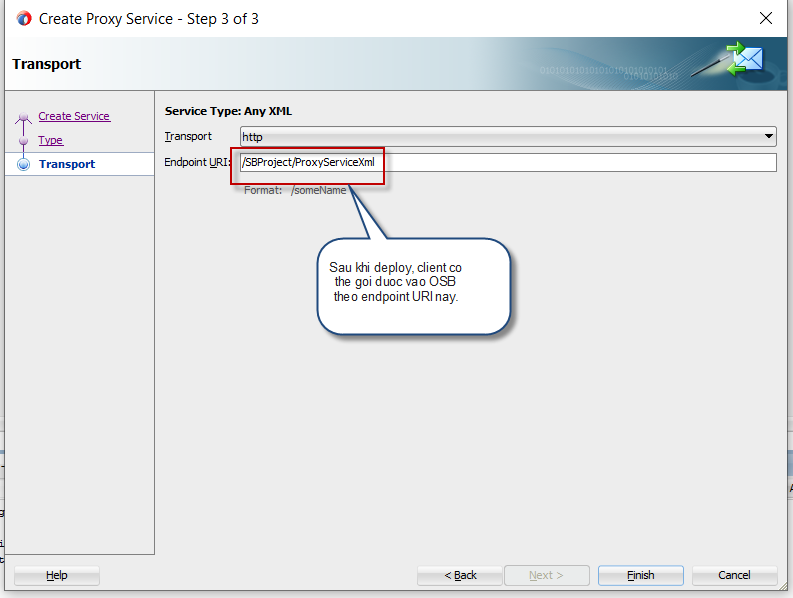 Create Proxy Service - Step 3 of 3
Transport
010101010101010101010101
01010101010
Create Service
Type
Transport
Service Type: Any XML
Transport
http
Endpoint URI:
/SBProject/ProxyServiceXml
Format: /someName
Sau khi deploy, client co
the goi duoc vao OSB
theo endpoint URI nay.
Help
< Back
Next >
Finish
Cancel